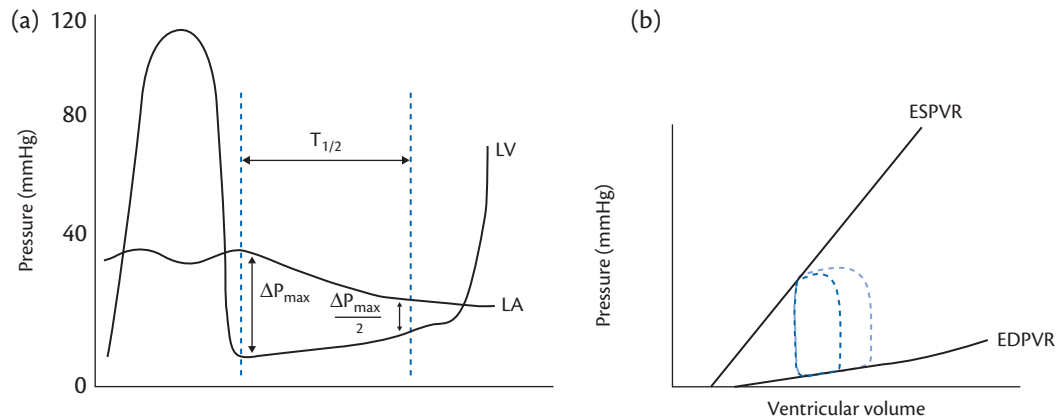 (a)
120
80
40
0
Pressure (mmHg)
T1/2
LV
ΔPmax
ΔPmax
2
LA
(b)
Pressure (mmHg)
ESPVR
EDPVR
Ventricular volume